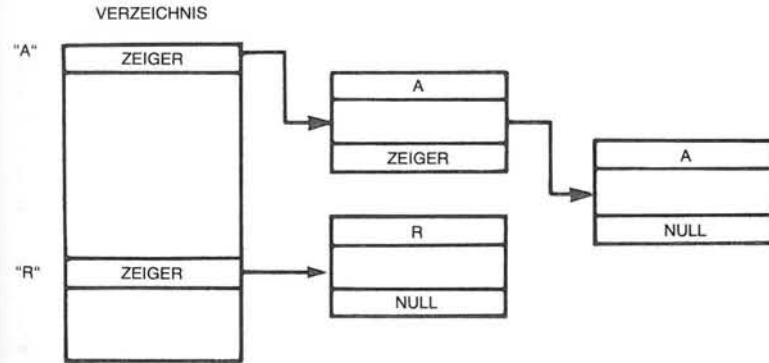 VERZEICHNIS
"A"
ZEIGER
A
ZEIGER
A
NULL
"R"
ZEIGER
R
NULL